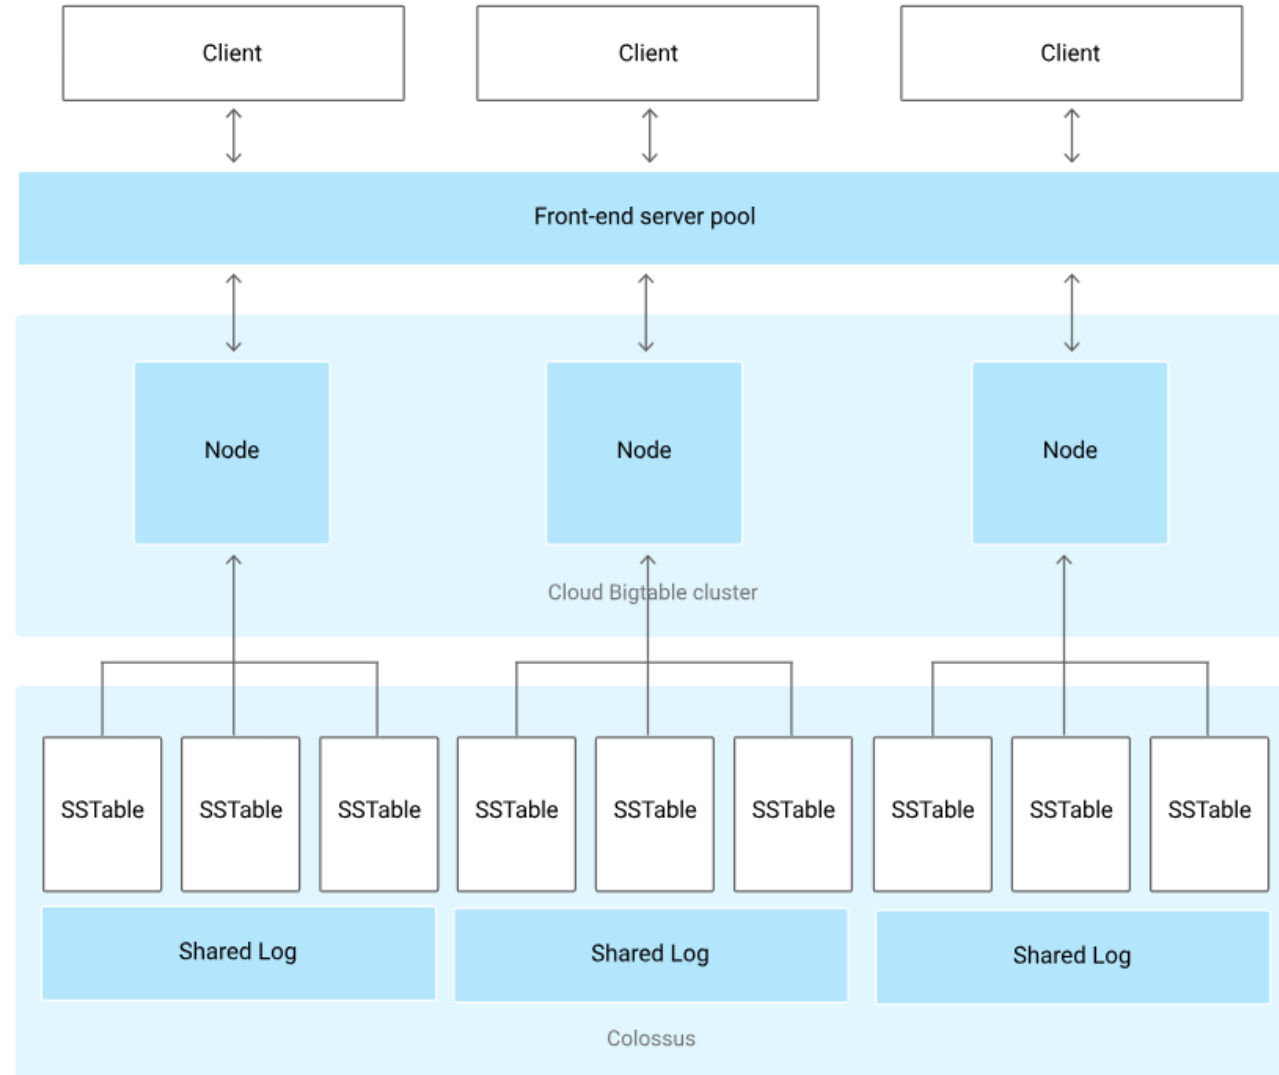 Client
Client
Client
Front-end server pool
Node
Node
Node
Cloud Bigtable cluster
SSTable
SSTable
SSTable
SSTable
SSTable
SSTable
SSTable
SSTable
SSTable
Shared Log
Shared Log
Shared Log
Colossus